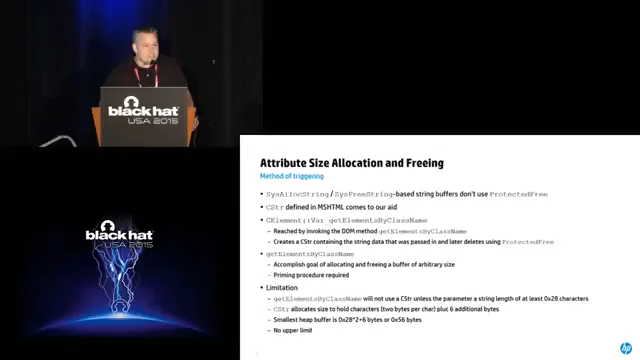 black hat
USA 2015
black hat
USA 2015
Attribute Size Allocation and Freeing
Method of triggering
• SysAllocString / SysFreeString-based string buffers don't use ProtectedFree
• CStr defined in MSHTML comes to our aid
• CElement::Var_getElementsByClassName
– Reached by invoking the DOM method getElementsByClassName
– Creates a CStr containing the string data that was passed in and later deletes using ProtectedFree
• getElementsByClassName
– Accomplish goal of allocating and freeing a buffer of arbitrary size
– Priming procedure required
• Limitation
– getElementsByClassName will not use a CStr unless the parameter a string length of at least 0x28 characters
– CStr allocates size to hold characters (two bytes per char) plus 6 additional bytes
– Smallest heap buffer is 0x28*2+6 bytes or 0x56 bytes
– No upper limit
hp